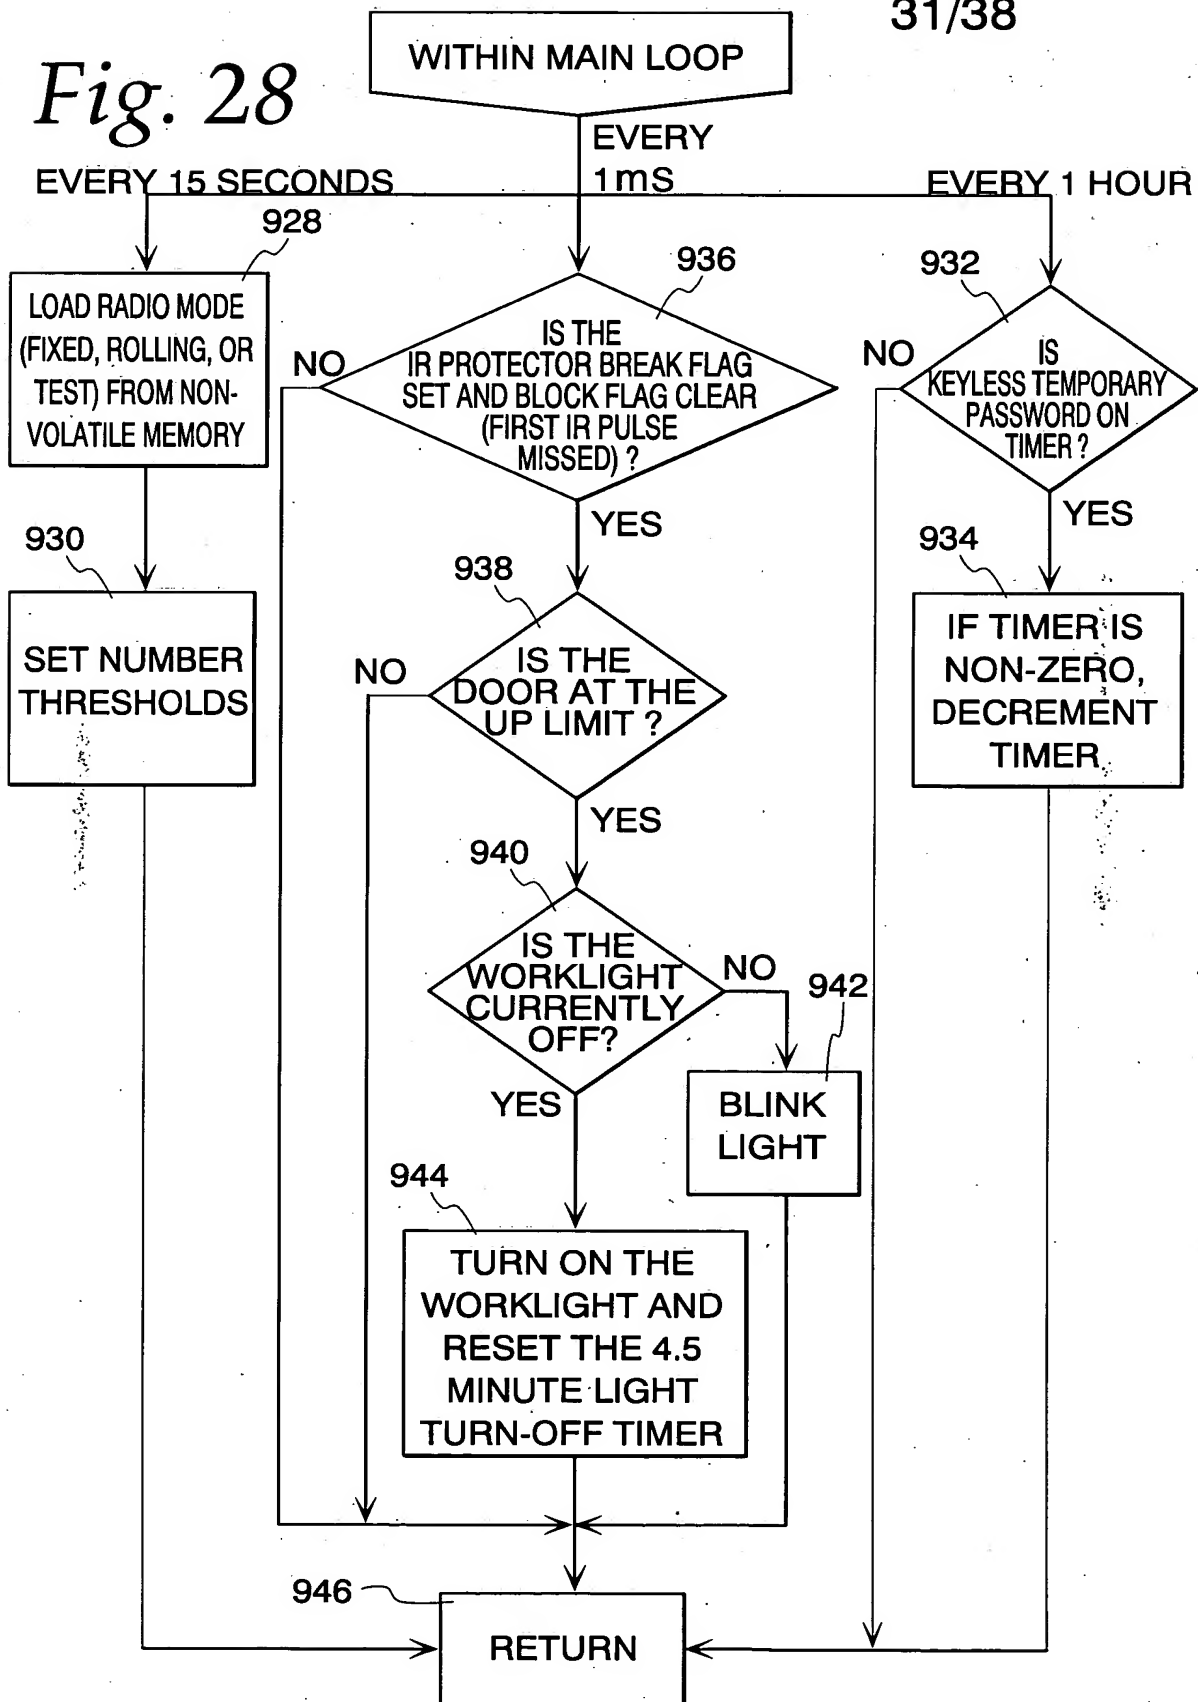 31/38
Fig. 28
WITHIN MAIN LOOP
EVERY
1mS
EVERY 15 SECONDS
EVERY 1 HOUR
928
LOAD RADIO MODE
(FIXED, ROLLING, OR
TEST) FROM NON-
VOLATILE MEMORY
930
SET NUMBER
THRESHOLDS
936
IS THE
IR PROTECTOR BREAK FLAG
SET AND BLOCK FLAG CLEAR
(FIRST IR PULSE
MISSED) ?
NO
YES
938
IS THE
DOOR AT THE
UP LIMIT ?
NO
YES
940
IS THE
WORKLIGHT
CURRENTLY
OFF?
NO
YES
942
BLINK
LIGHT
944
TURN ON THE
WORKLIGHT AND
RESET THE 4.5
MINUTE LIGHT
TURN-OFF TIMER
932
IS
KEYLESS TEMPORARY
PASSWORD ON
TIMER ?
NO
YES
934
IF TIMER IS
NON-ZERO,
DECREMENT
TIMER
946
RETURN